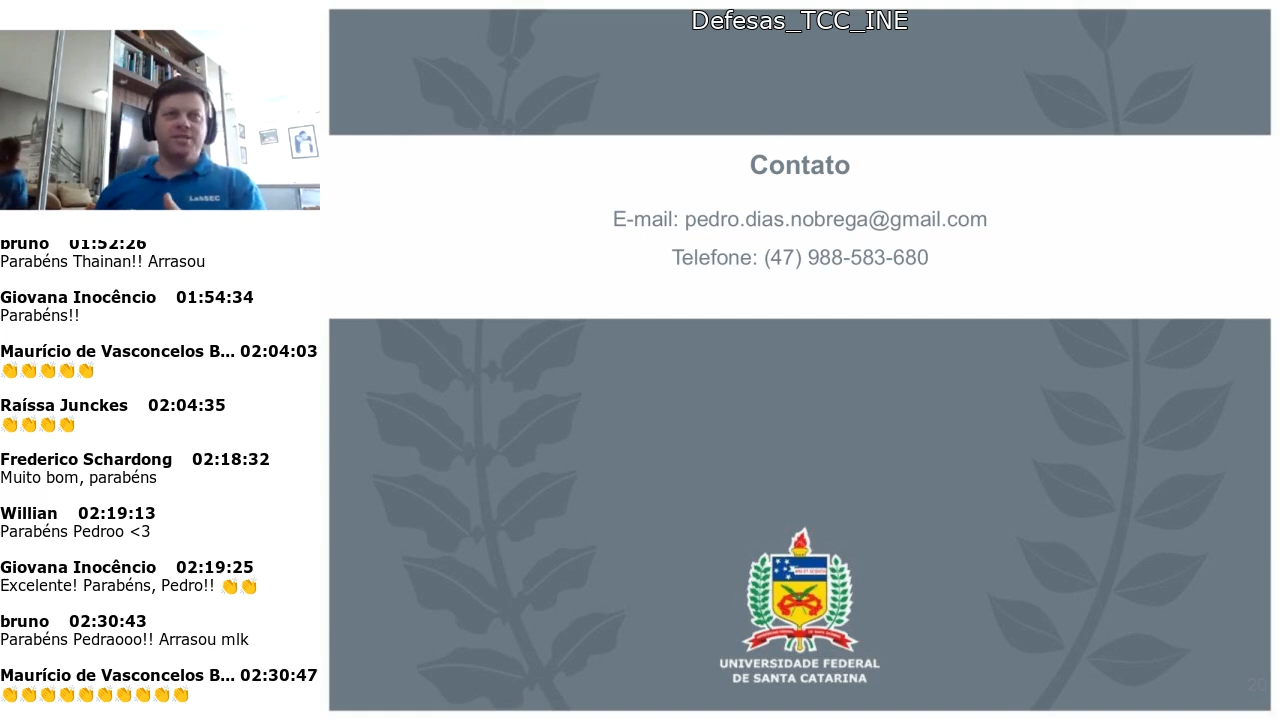 Defesas_TCC_INE
LabSEC
bruno 01:52:26
Parabéns Thainan!! Arrasou
Giovana Inocêncio 01:54:34
Parabéns!!
Maurício de Vasconcelos B... 02:04:03
👏👏👏👏👏
Raíssa Junckes 02:04:35
👏👏👏👏
Frederico Schardong 02:18:32
Muito bom, parabéns
Willian 02:19:13
Parabéns Pedroo <3
Giovana Inocêncio 02:19:25
Excelente! Parabéns, Pedro!! 👏👏
bruno 02:30:43
Parabéns Pedraooo!! Arrasou mlk
Maurício de Vasconcelos B... 02:30:47
👏👏👏👏👏👏👏👏👏👏
Contato
E-mail: pedro.dias.nobrega@gmail.com
Telefone: (47) 988-583-680
UNIVERSIDADE FEDERAL
DE SANTA CATARINA
20